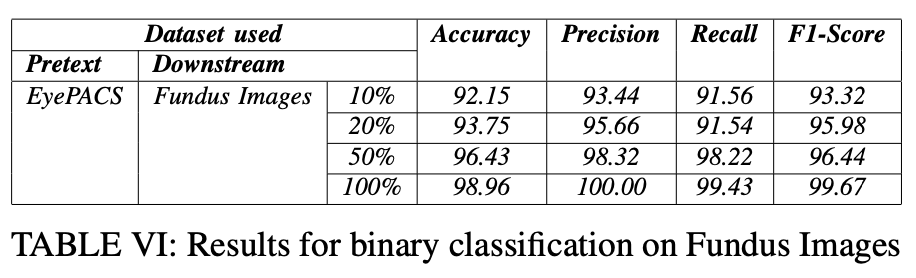 Dataset used Accuracy Precision Recall F1-Score
Pretext Downstream
EyePACS Fundus Images 10% 92.15 93.44 91.56 93.32
20% 93.75 95.66 91.54 95.98
50% 96.43 98.32 98.22 96.44
100% 98.96 100.00 99.43 99.67
TABLE VI: Results for binary classification on Fundus Images